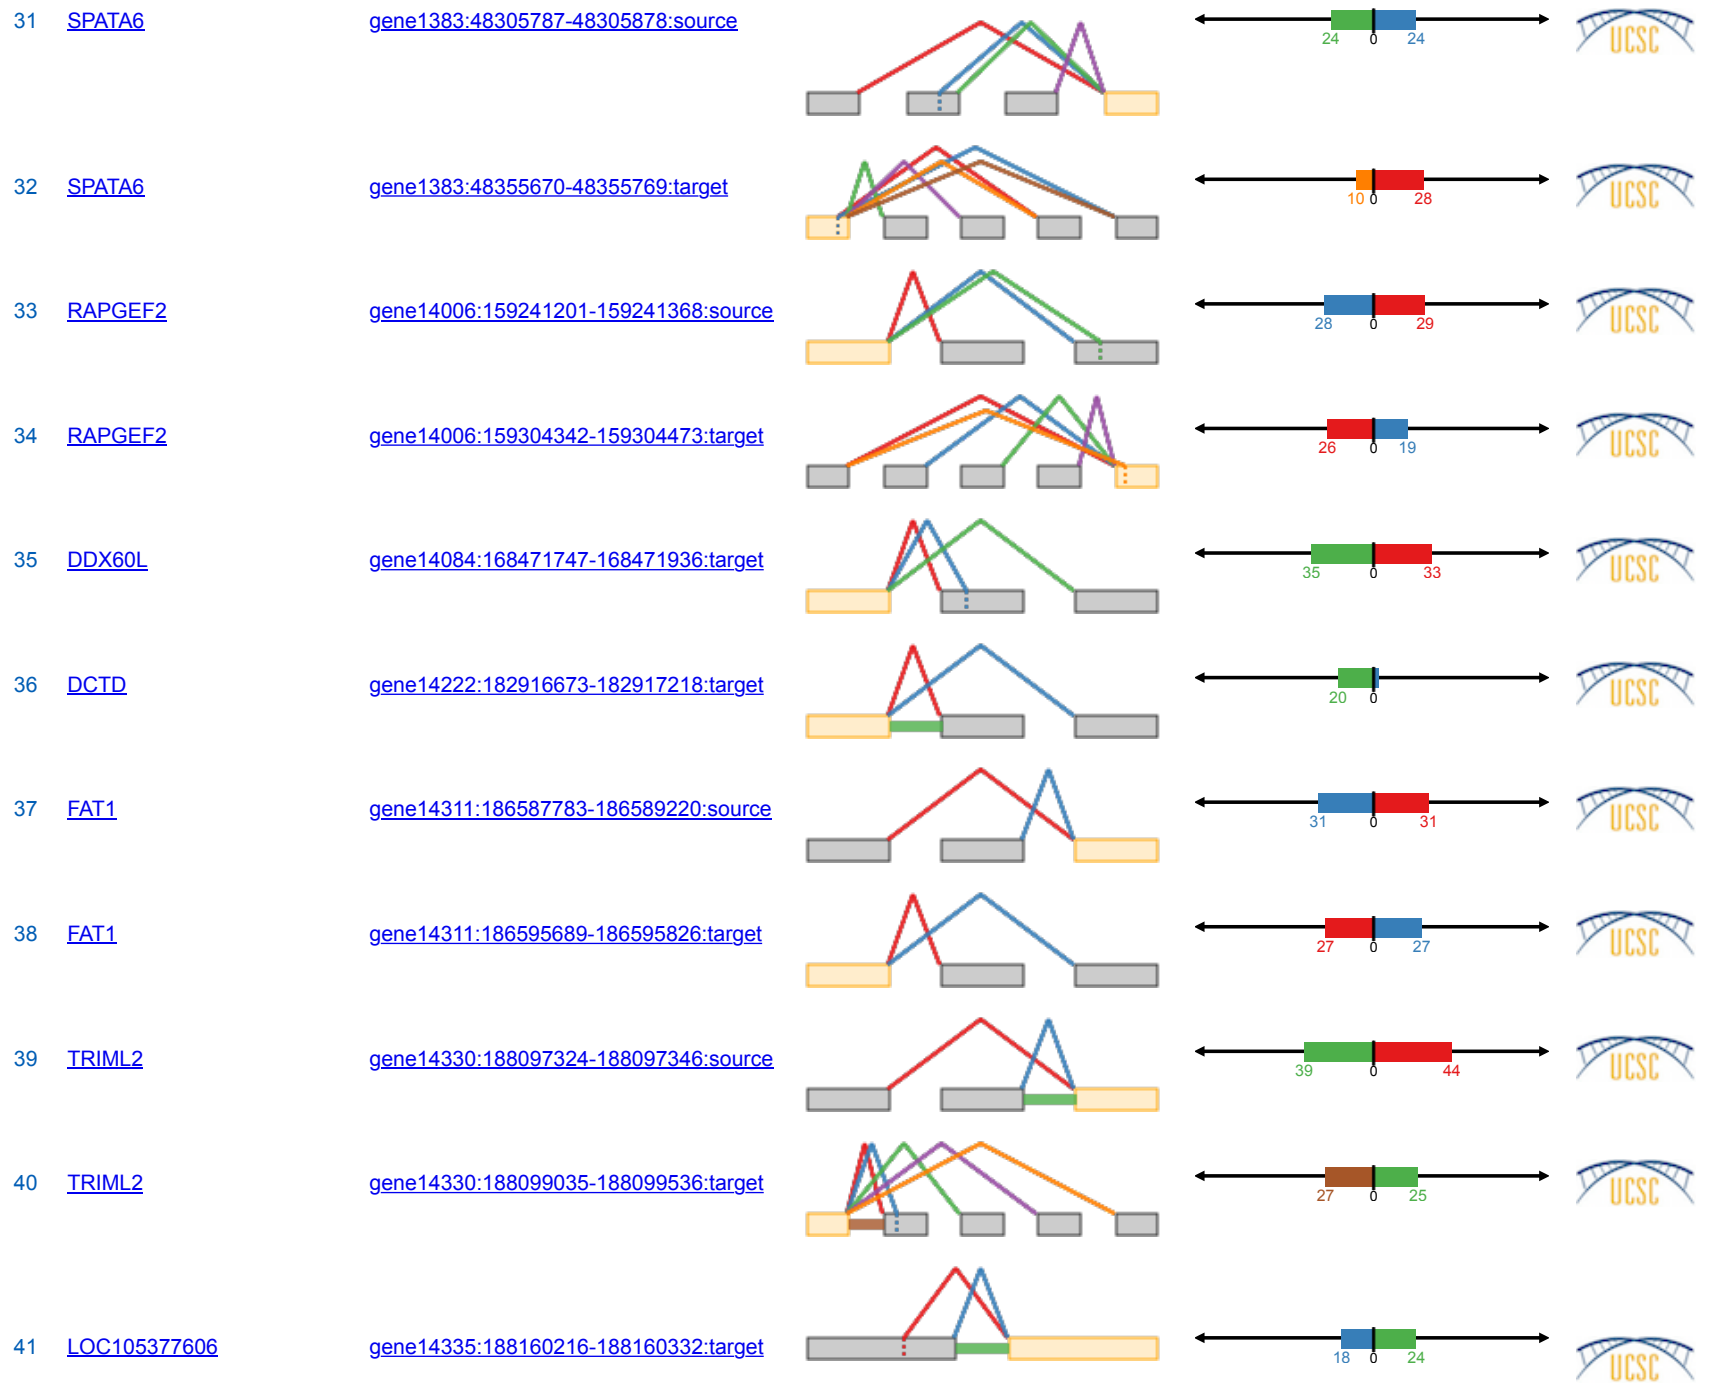 31 SPATA6 gene1383:48305787-48305878:source 24 0 24 UCSC
32 SPATA6 gene1383:48355670-48355769:target 10 0 28 UCSC
33 RAPGEF2 gene14006:159241201-159241368:source 28 0 29 UCSC
34 RAPGEF2 gene14006:159304342-159304473:target 26 0 19 UCSC
35 DDX60L gene14084:168471747-168471936:target 35 0 33 UCSC
36 DCTD gene14222:182916673-182917218:target 20 0 UCSC
37 FAT1 gene14311:186587783-186589220:source 31 0 31 UCSC
38 FAT1 gene14311:186595689-186595826:target 27 0 27 UCSC
39 TRIML2 gene14330:188097324-188097346:source 39 0 44 UCSC
40 TRIML2 gene14330:188099035-188099536:target 27 0 25 UCSC
41 LOC105377606 gene14335:188160216-188160332:target 18 0 24 UCSC